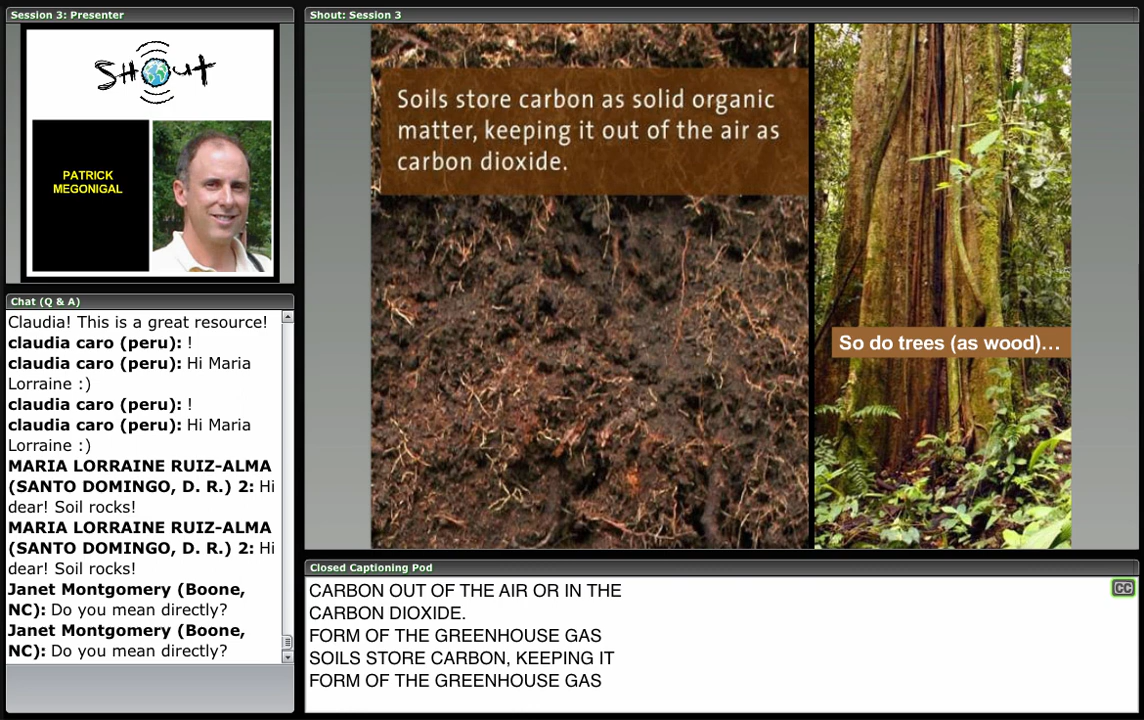 Session 3: Presenter
Shout
PATRICK
MEGONIGAL
Chat (Q & A)
Claudia! This is a great resource!
claudia caro (peru): !
claudia caro (peru): Hi Maria
Lorraine :)
claudia caro (peru): !
claudia caro (peru): Hi Maria
Lorraine :)
MARIA LORRAINE RUIZ-ALMA
(SANTO DOMINGO, D. R.) 2: Hi
dear! Soil rocks!
MARIA LORRAINE RUIZ-ALMA
(SANTO DOMINGO, D. R.) 2: Hi
dear! Soil rocks!
Janet Montgomery (Boone,
NC): Do you mean directly?
Janet Montgomery (Boone,
NC): Do you mean directly?
Shout: Session 3
Soils store carbon as solid organic
matter, keeping it out of the air as
carbon dioxide.
So do trees (as wood)...
Closed Captioning Pod
CARBON OUT OF THE AIR OR IN THE
CARBON DIOXIDE.
FORM OF THE GREENHOUSE GAS
SOILS STORE CARBON, KEEPING IT
FORM OF THE GREENHOUSE GAS
CC